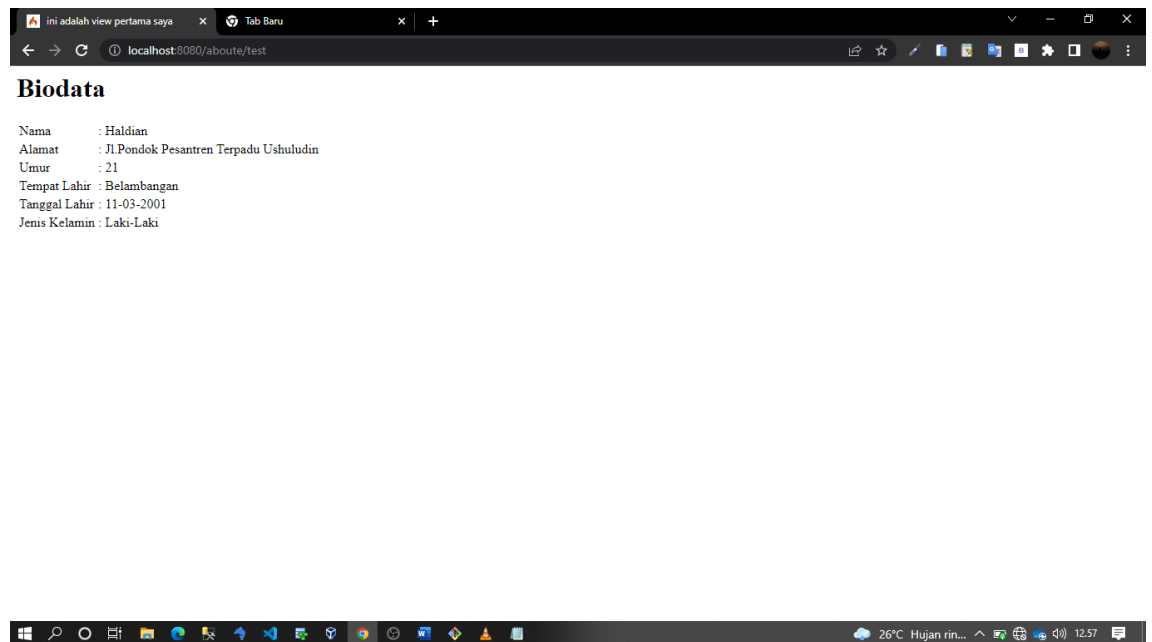 ini adalah view pertama saya
Tab Baru
localhost:8080/aboute/test
Biodata
Nama : Haldian
Alamat : Jl.Pondok Pesantren Terpadu Ushuludin
Umur : 21
Tempat Lahir : Belambangan
Tanggal Lahir : 11-03-2001
Jenis Kelamin : Laki-Laki
26°C Hujan rin... 12.57